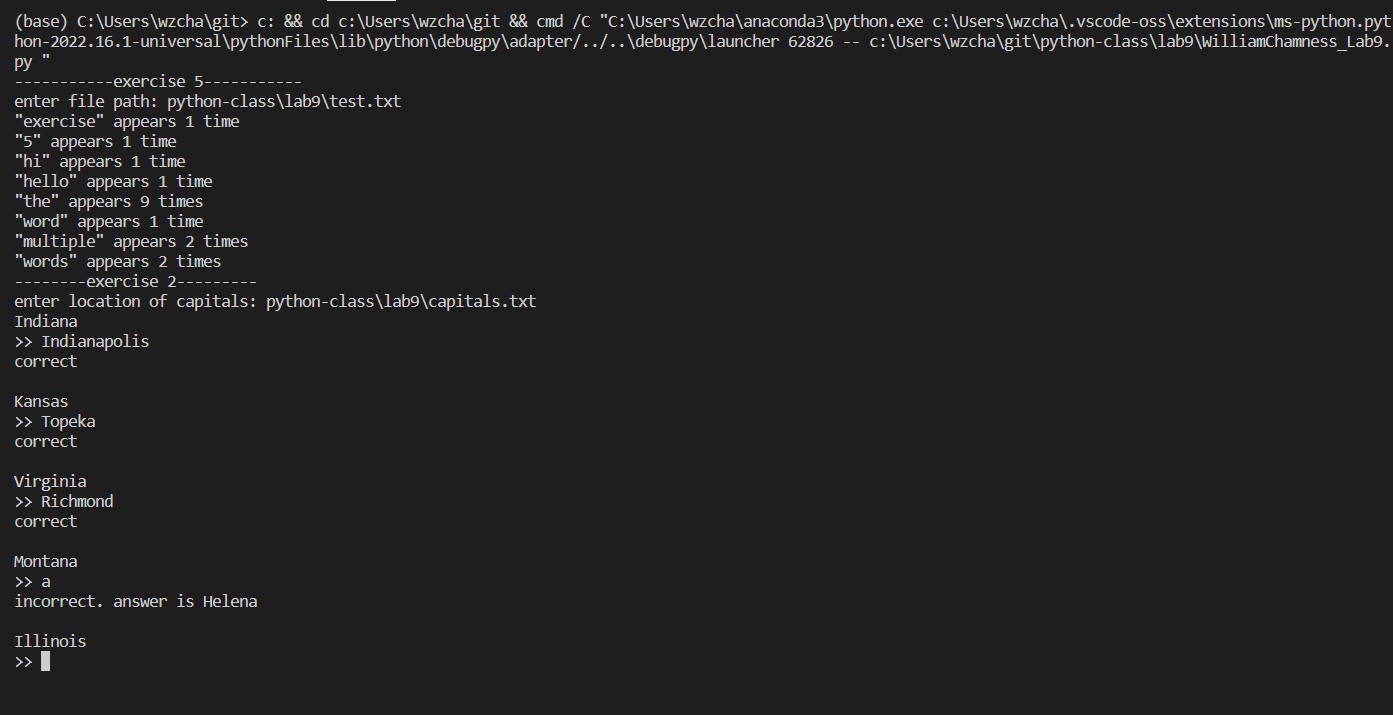 (base) C:\Users\wzcha\git> c: && cd c:\Users\wzcha\git && cmd /C "C:\Users\wzcha\anaconda3\python.exe c:\Users\wzcha\.vscode-oss\extensions\ms-python.pyt
hon-2022.16.1-universal\pythonFiles\lib\python\debugpy\adapter/../..\debugpy\launcher 62826 -- c:\Users\wzcha\git\python-class\lab9\WilliamChamness_Lab9.
py "
-----------exercise 5-----------
enter file path: python-class\lab9\test.txt
"exercise" appears 1 time
"5" appears 1 time
"hi" appears 1 time
"hello" appears 1 time
"the" appears 9 times
"word" appears 1 time
"multiple" appears 2 times
"words" appears 2 times
--------exercise 2---------
enter location of capitals: python-class\lab9\capitals.txt
Indiana
>> Indianapolis
correct
Kansas
>> Topeka
correct
Virginia
>> Richmond
correct
Montana
>> a
incorrect. answer is Helena
Illinois
>>